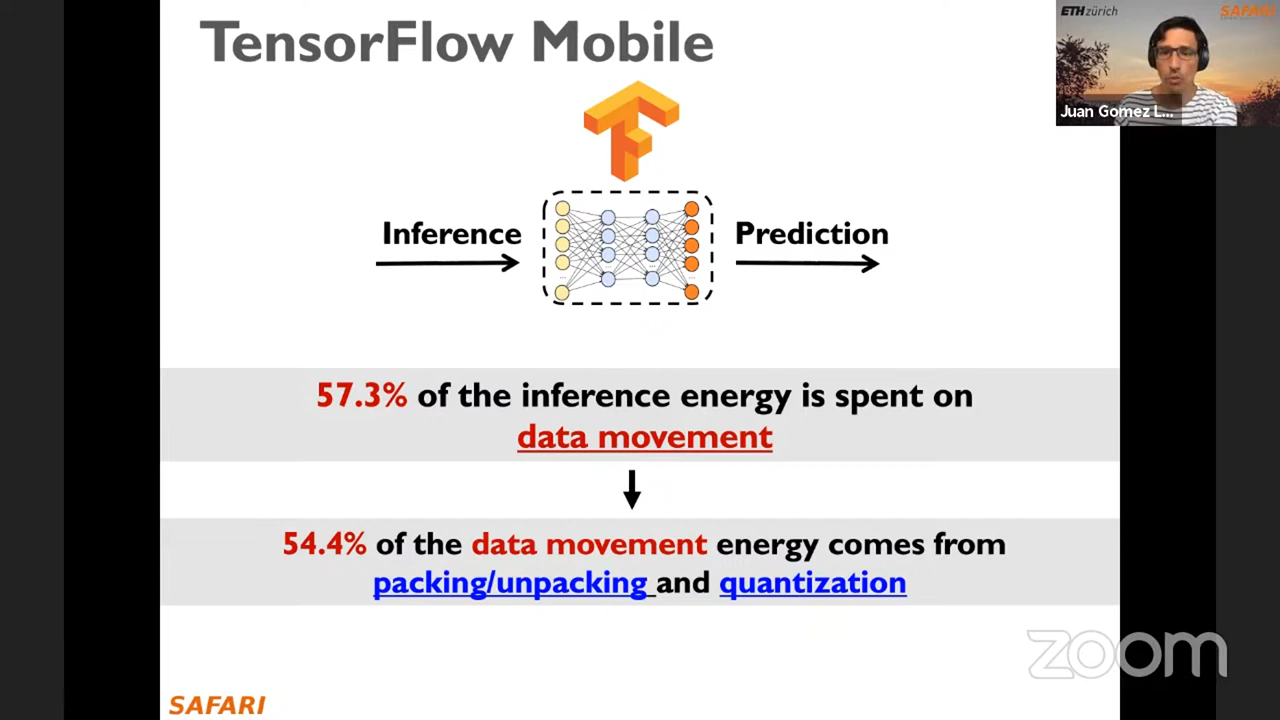 TensorFlow Mobile
ETH zürich
SAFARI
Juan Gomez L...
Inference
Prediction
57.3% of the inference energy is spent on
data movement
54.4% of the data movement energy comes from
packing/unpacking and quantization
zoom
SAFARI